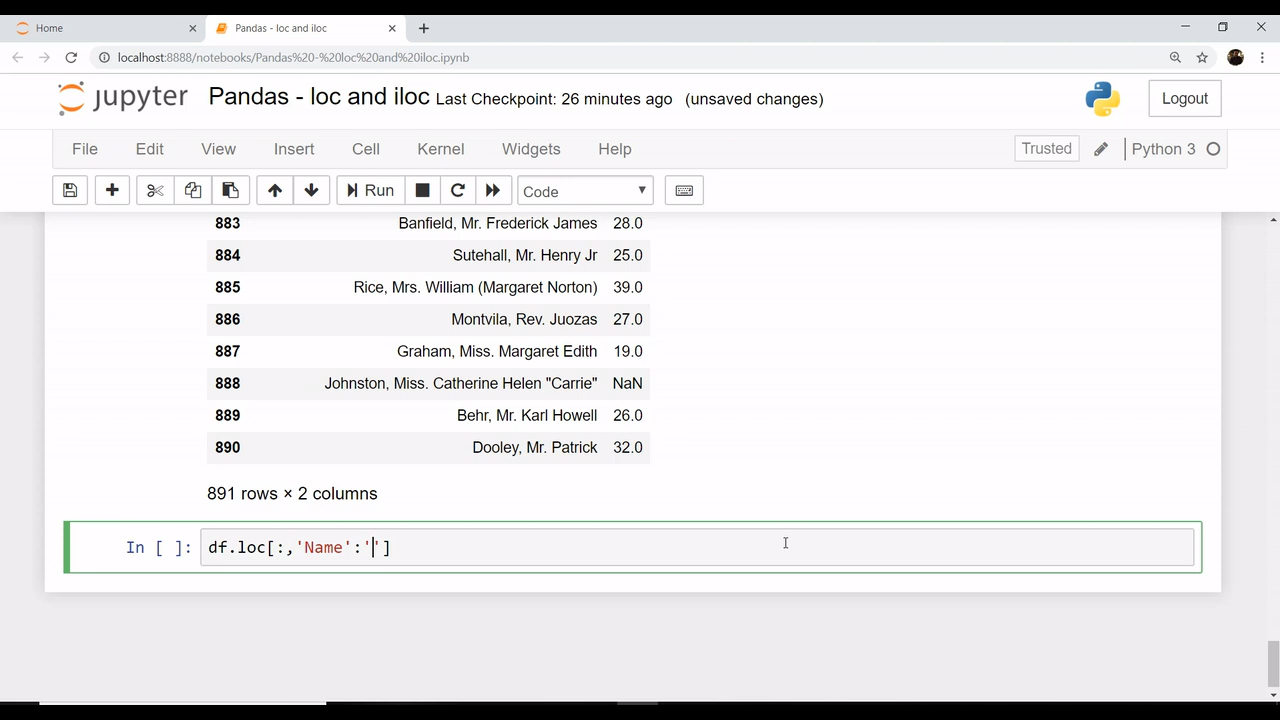 Home
Pandas - loc and iloc
localhost:8888/notebooks/Pandas%20-%20loc%20and%20iloc.ipynb
jupyter Pandas - loc and iloc Last Checkpoint: 26 minutes ago (unsaved changes) Logout
File Edit View Insert Cell Kernel Widgets Help Trusted Python 3
Run Code
883 Banfield, Mr. Frederick James 28.0
884 Sutehall, Mr. Henry Jr 25.0
885 Rice, Mrs. William (Margaret Norton) 39.0
886 Montvila, Rev. Juozas 27.0
887 Graham, Miss. Margaret Edith 19.0
888 Johnston, Miss. Catherine Helen "Carrie" NaN
889 Behr, Mr. Karl Howell 26.0
890 Dooley, Mr. Patrick 32.0
891 rows × 2 columns
In [ ]: df.loc[:,'Name':'']